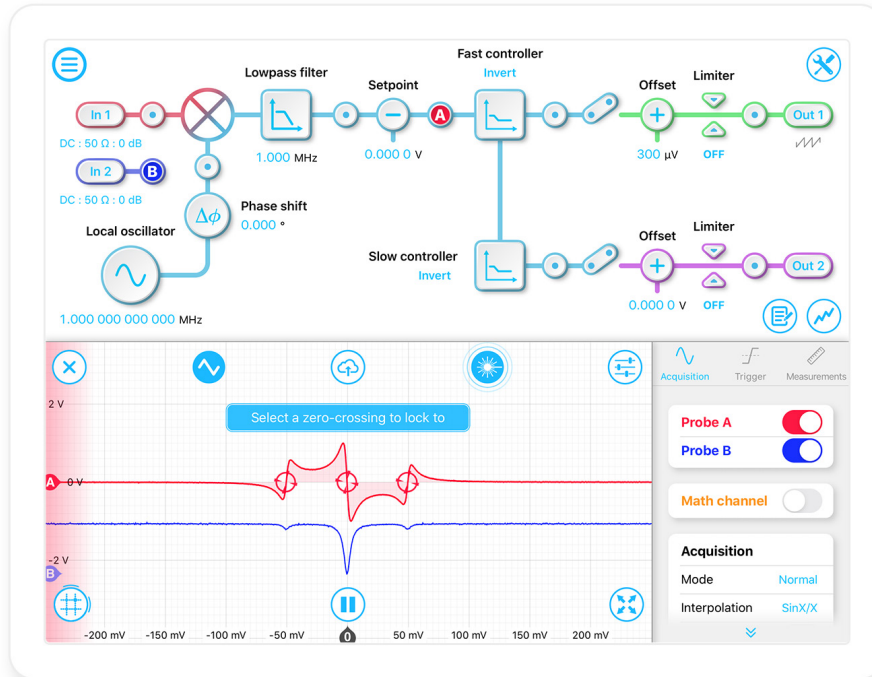 Fast controller
Invert
Lowpass filter
Setpoint
Offset
Limiter
In 1
A
Out 1
DC : 50 Ω : 0 dB
1.000 MHz
0.000 0 V
300 µV
OFF
In 2
B
DC : 50 Ω : 0 dB
Δϕ
Phase shift
0.000 °
Local oscillator
Slow controller
Invert
Offset
Limiter
Out 2
0.000 0 V
OFF
1.000 000 000 000 MHz
Acquisition
Trigger
Measurements
2 V
Select a zero-crossing to lock to
Probe A
Probe B
A
0 V
Math channel
-2 V
B
Acquisition
Mode
Normal
Interpolation
SinX/X
-200 mV
-150 mV
-100 mV
-50 mV
0
50 mV
100 mV
150 mV
200 mV